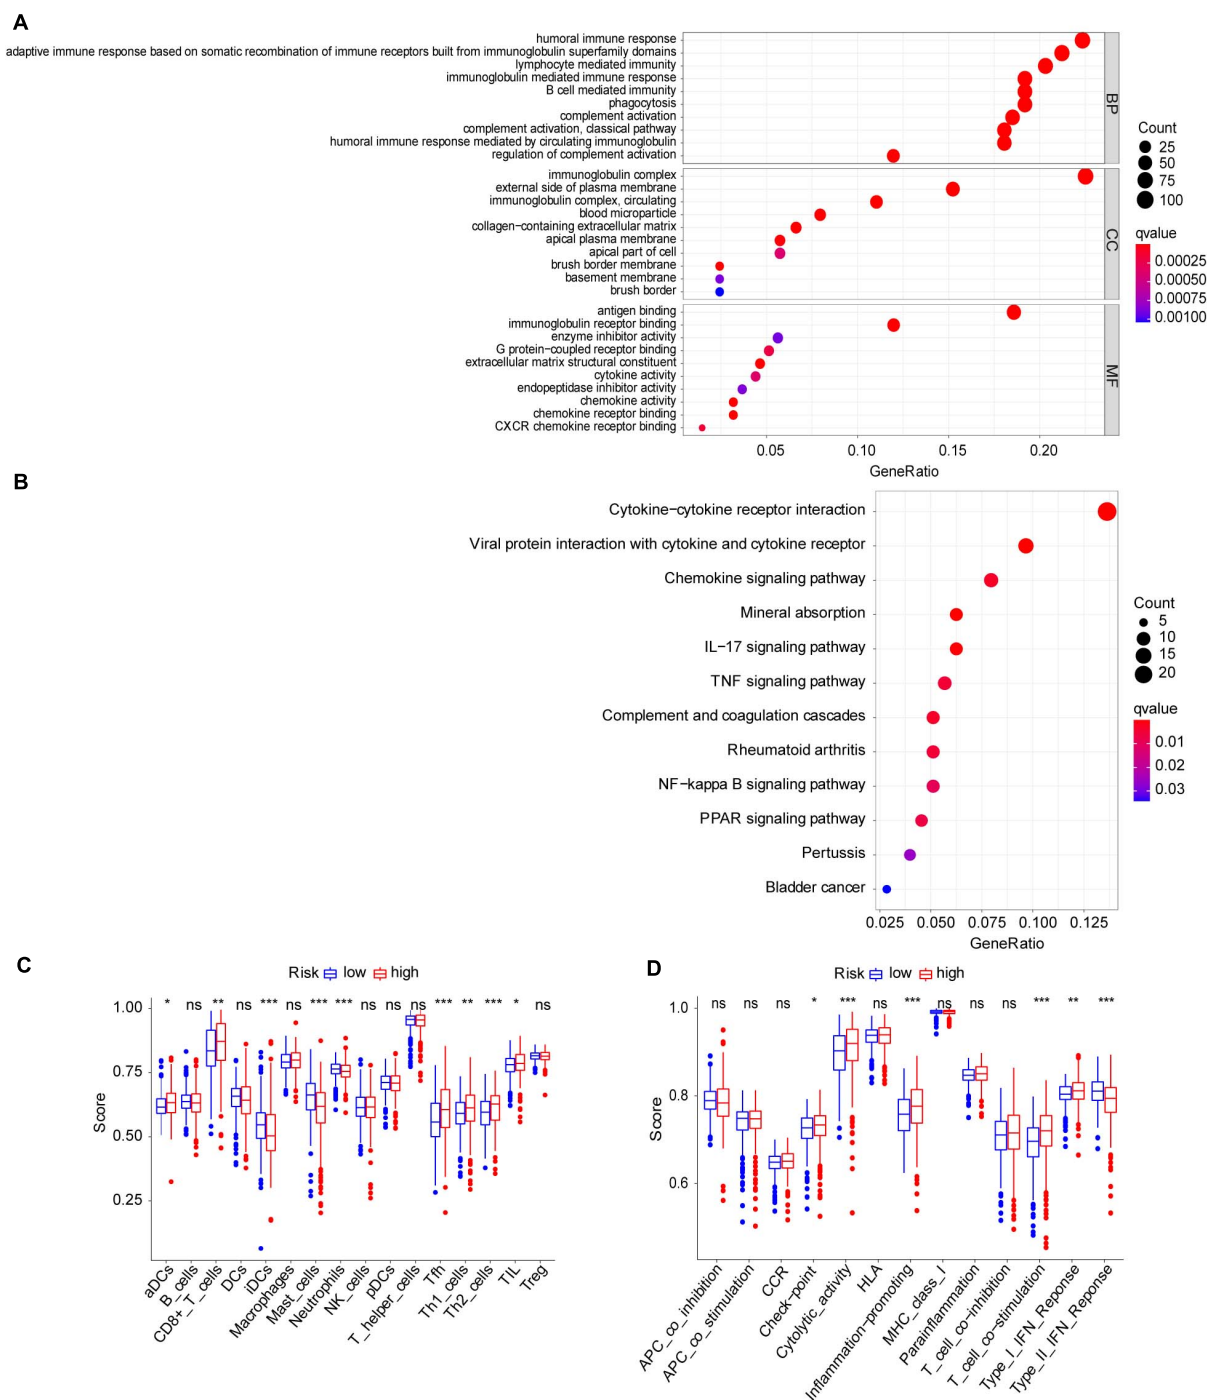 A
humoral immune response
adaptive immune response based on somatic recombination of immune receptors built from immunoglobulin superfamily domains
lymphocyte mediated immunity
immunoglobulin mediated immune response
B cell mediated immunity
phagocytosis
complement activation
complement activation, classical pathway
humoral immune response mediated by circulating immunoglobulin
regulation of complement activation
BP
immunoglobulin complex
external side of plasma membrane
immunoglobulin complex, circulating
blood microparticle
collagen−containing extracellular matrix
apical plasma membrane
apical part of cell
brush border membrane
basement membrane
brush border
CC
antigen binding
immunoglobulin receptor binding
enzyme inhibitor activity
G protein−coupled receptor binding
extracellular matrix structural constituent
cytokine activity
endopeptidase inhibitor activity
chemokine activity
chemokine receptor binding
CXCR chemokine receptor binding
MF
0.05 0.10 0.15 0.20
GeneRatio
Count
25
50
75
100
qvalue
0.00025
0.00050
0.00075
0.00100
B
Cytokine−cytokine receptor interaction
Viral protein interaction with cytokine and cytokine receptor
Chemokine signaling pathway
Mineral absorption
IL−17 signaling pathway
TNF signaling pathway
Complement and coagulation cascades
Rheumatoid arthritis
NF−kappa B signaling pathway
PPAR signaling pathway
Pertussis
Bladder cancer
0.025 0.050 0.075 0.100 0.125
GeneRatio
Count
5
10
15
20
qvalue
0.01
0.02
0.03
C
Risk low high
* ns ** ns *** ns *** *** ns ns ns *** ** *** * ns
1.00
0.75
0.50
0.25
Score
aDCs
B_cells
CD8+_T_cells
DCs
iDCs
Macrophages
Mast_cells
Neutrophils
NK_cells
pDCs
T_helper_cells
Tfh
Th1_cells
Th2_cells
TIL
Treg
D
Risk low high
ns ns ns * *** ns *** ns ns ns *** ** ***
1.0
0.8
0.6
Score
APC_co_inhibition
APC_co_stimulation
CCR
Check−point
Cytolytic_activity
HLA
Inflammation−promoting
MHC_class_I
Parainflammation
T_cell_co−inhibition
T_cell_co−stimulation
Type_I_IFN_Reponse
Type_II_IFN_Reponse